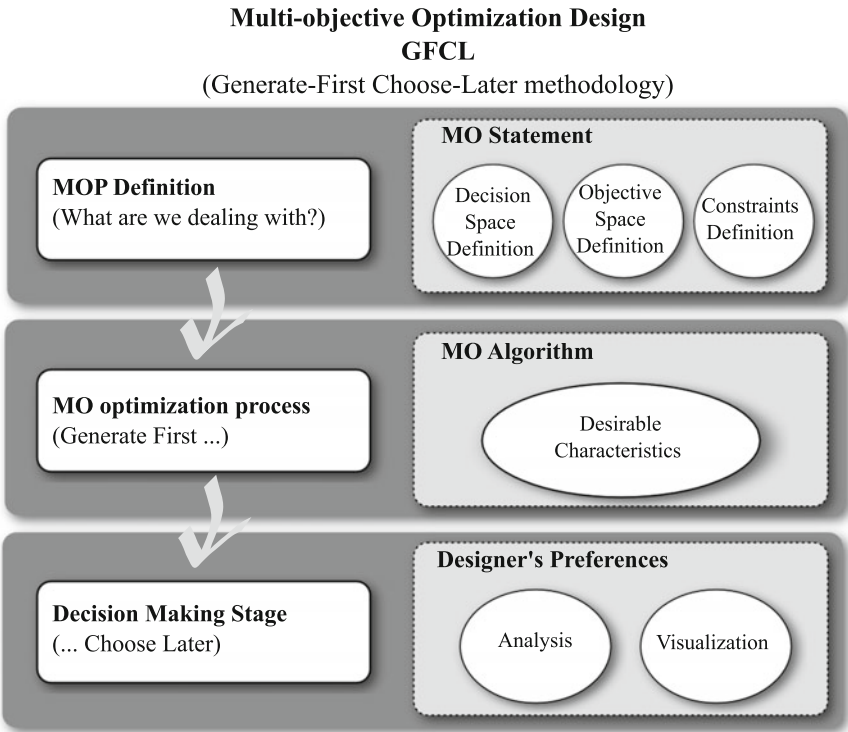 Multi-objective Optimization Design
GFCL
(Generate-First Choose-Later methodology)
MOP Definition
(What are we dealing with?)
MO Statement
Decision
Space
Definition
Objective
Space
Definition
Constraints
Definition
MO optimization process
(Generate First ...)
MO Algorithm
Desirable
Characteristics
Decision Making Stage
(... Choose Later)
Designer's Preferences
Analysis
Visualization